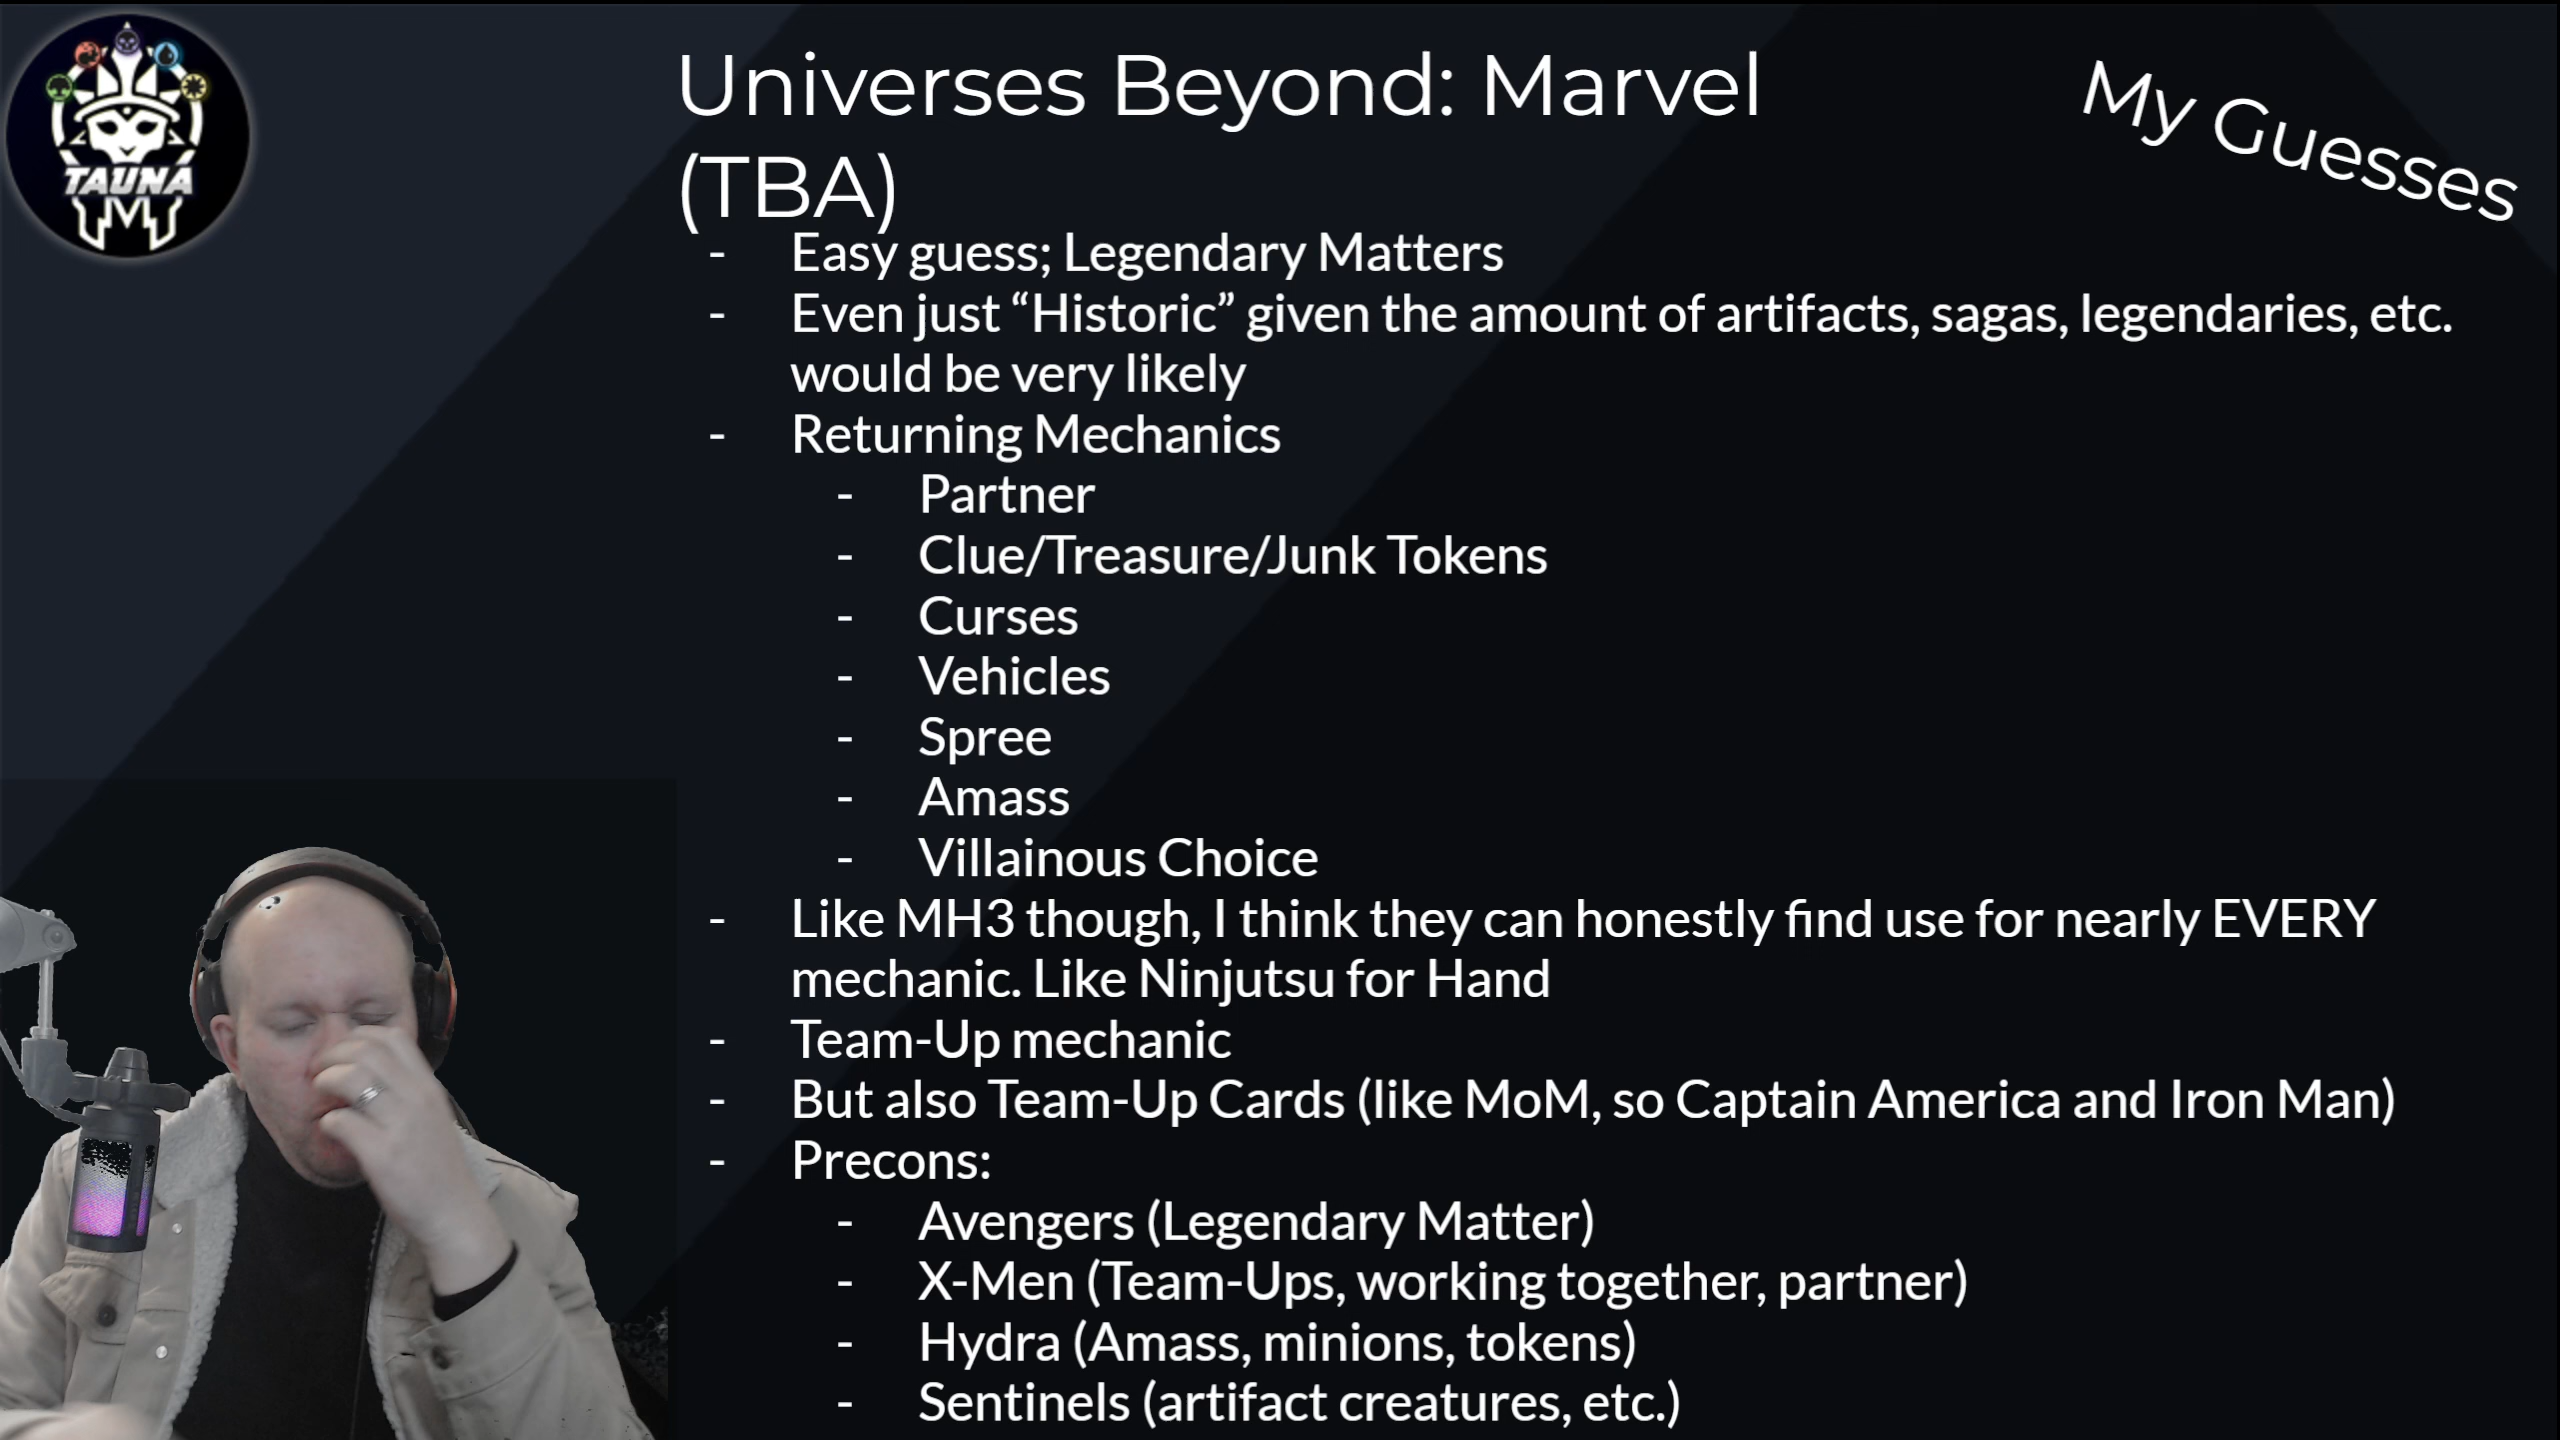 TAUNA
Universes Beyond: Marvel
(TBA)
My Guesses
- Easy guess; Legendary Matters
- Even just “Historic” given the amount of artifacts, sagas, legendaries, etc.
would be very likely
- Returning Mechanics
- Partner
- Clue/Treasure/Junk Tokens
- Curses
- Vehicles
- Spree
- Amass
- Villainous Choice
- Like MH3 though, I think they can honestly find use for nearly EVERY
mechanic. Like Ninjutsu for Hand
- Team-Up mechanic
- But also Team-Up Cards (like MoM, so Captain America and Iron Man)
- Precons:
- Avengers (Legendary Matter)
- X-Men (Team-Ups, working together, partner)
- Hydra (Amass, minions, tokens)
- Sentinels (artifact creatures, etc.)